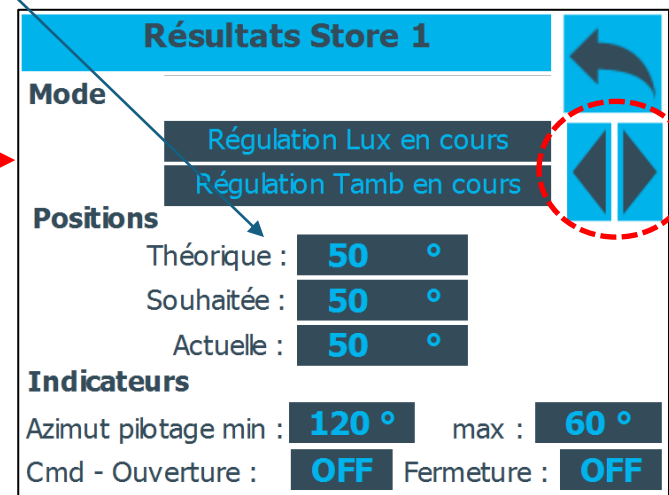 Résultats Store 1
Mode
Régulation Lux en cours
Régulation Tamb en cours
Positions
Théorique : 50 °
Souhaitée : 50 °
Actuelle : 50 °
Indicateurs
Azimut pilotage min : 120 ° max : 60 °
Cmd - Ouverture : OFF Fermeture : OFF